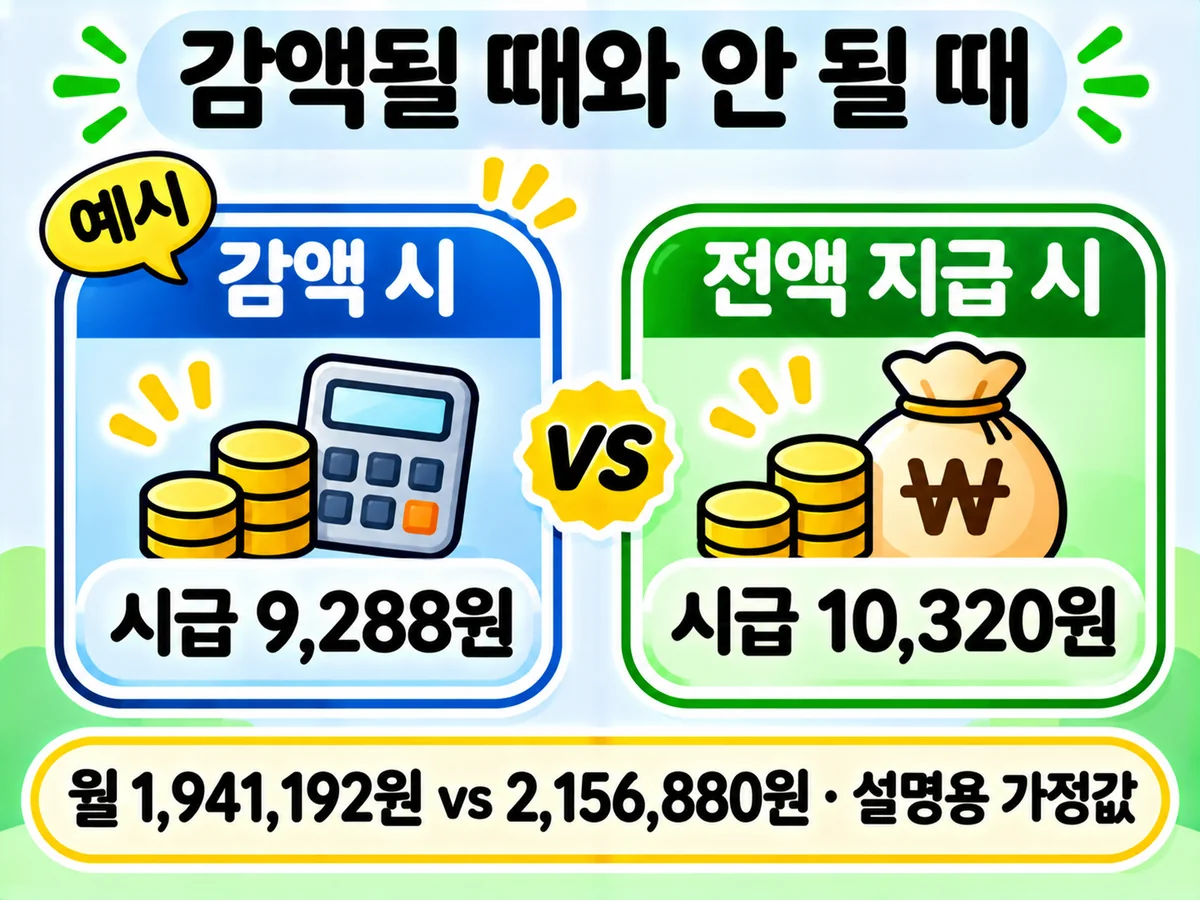 감액될 때와 안 될 때
예시
감액 시
전액 지급 시
VS
₩
시급 9,288원
시급 10,320원
월 1,941,192원 vs 2,156,880원 · 설명용 가정값